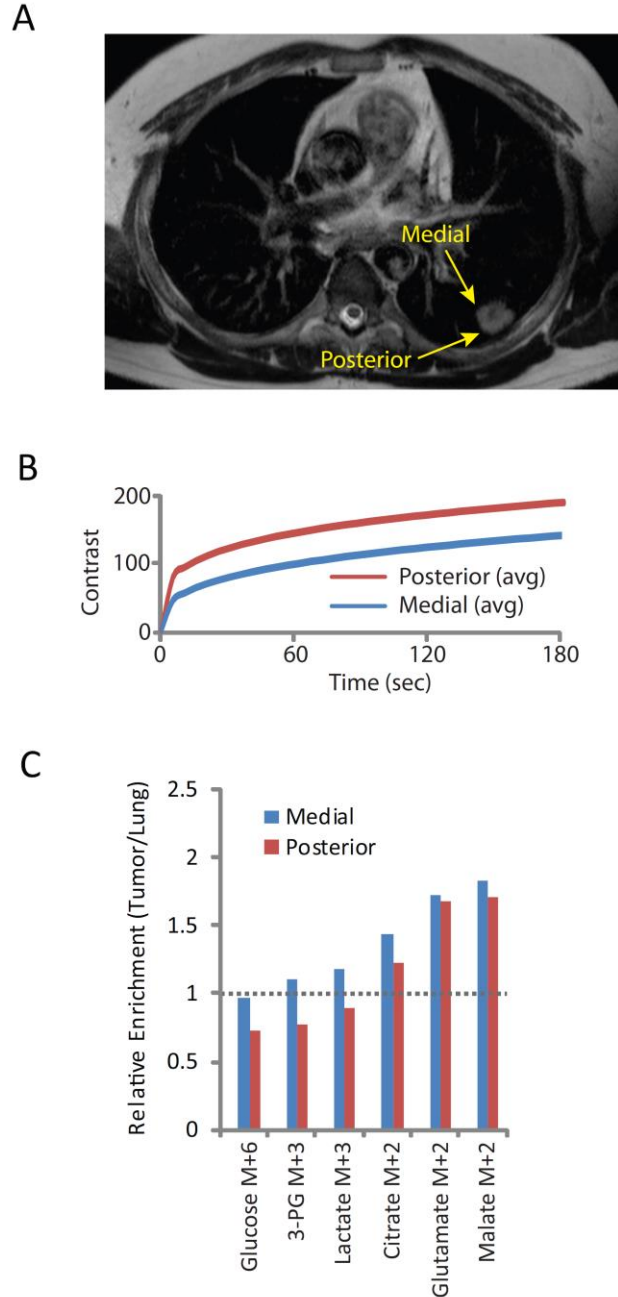 A
Medial
Posterior
B
200
100
0
Contrast
Posterior (avg)
Medial (avg)
0
60
120
180
Time (sec)
C
Relative Enrichment (Tumor/Lung)
2.5
2
1.5
1
0.5
0
Medial
Posterior
Glucose M+6
3-PG M+3
Lactate M+3
Citrate M+2
Glutamate M+2
Malate M+2